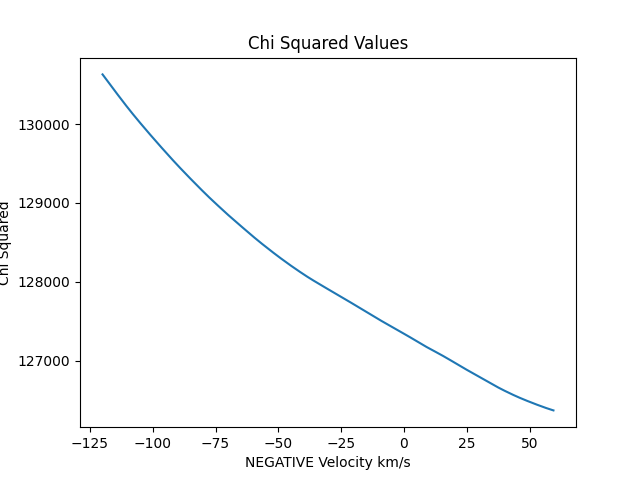 Chi Squared Values
130000
129000
128000
127000
Chi Squared
−125 −100 −75 −50 −25 0 25 50
NEGATIVE Velocity km/s